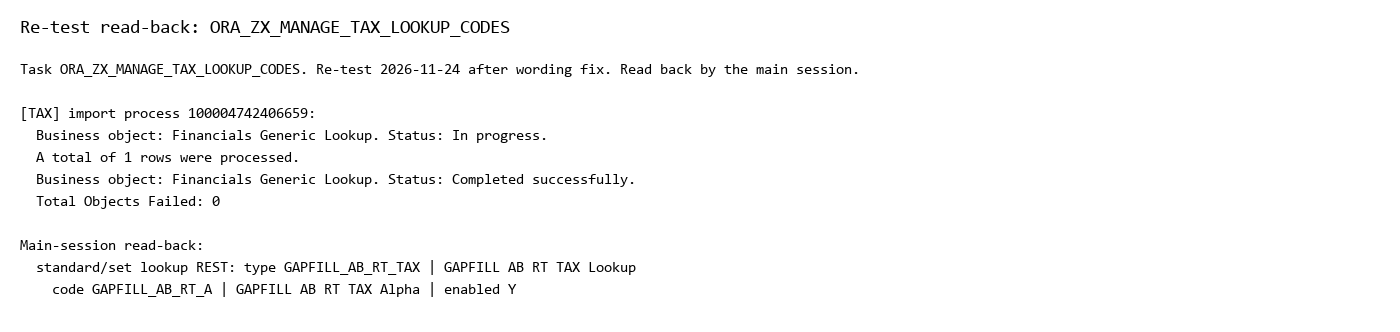 Re-test read-back: ORA_ZX_MANAGE_TAX_LOOKUP_CODES
Task ORA_ZX_MANAGE_TAX_LOOKUP_CODES. Re-test 2026-11-24 after wording fix. Read back by the main session.
[TAX] import process 100004742406659:
Business object: Financials Generic Lookup. Status: In progress.
A total of 1 rows were processed.
Business object: Financials Generic Lookup. Status: Completed successfully.
Total Objects Failed: 0
Main-session read-back:
standard/set lookup REST: type GAPFILL_AB_RT_TAX | GAPFILL AB RT TAX Lookup
code GAPFILL_AB_RT_A | GAPFILL AB RT TAX Alpha | enabled Y